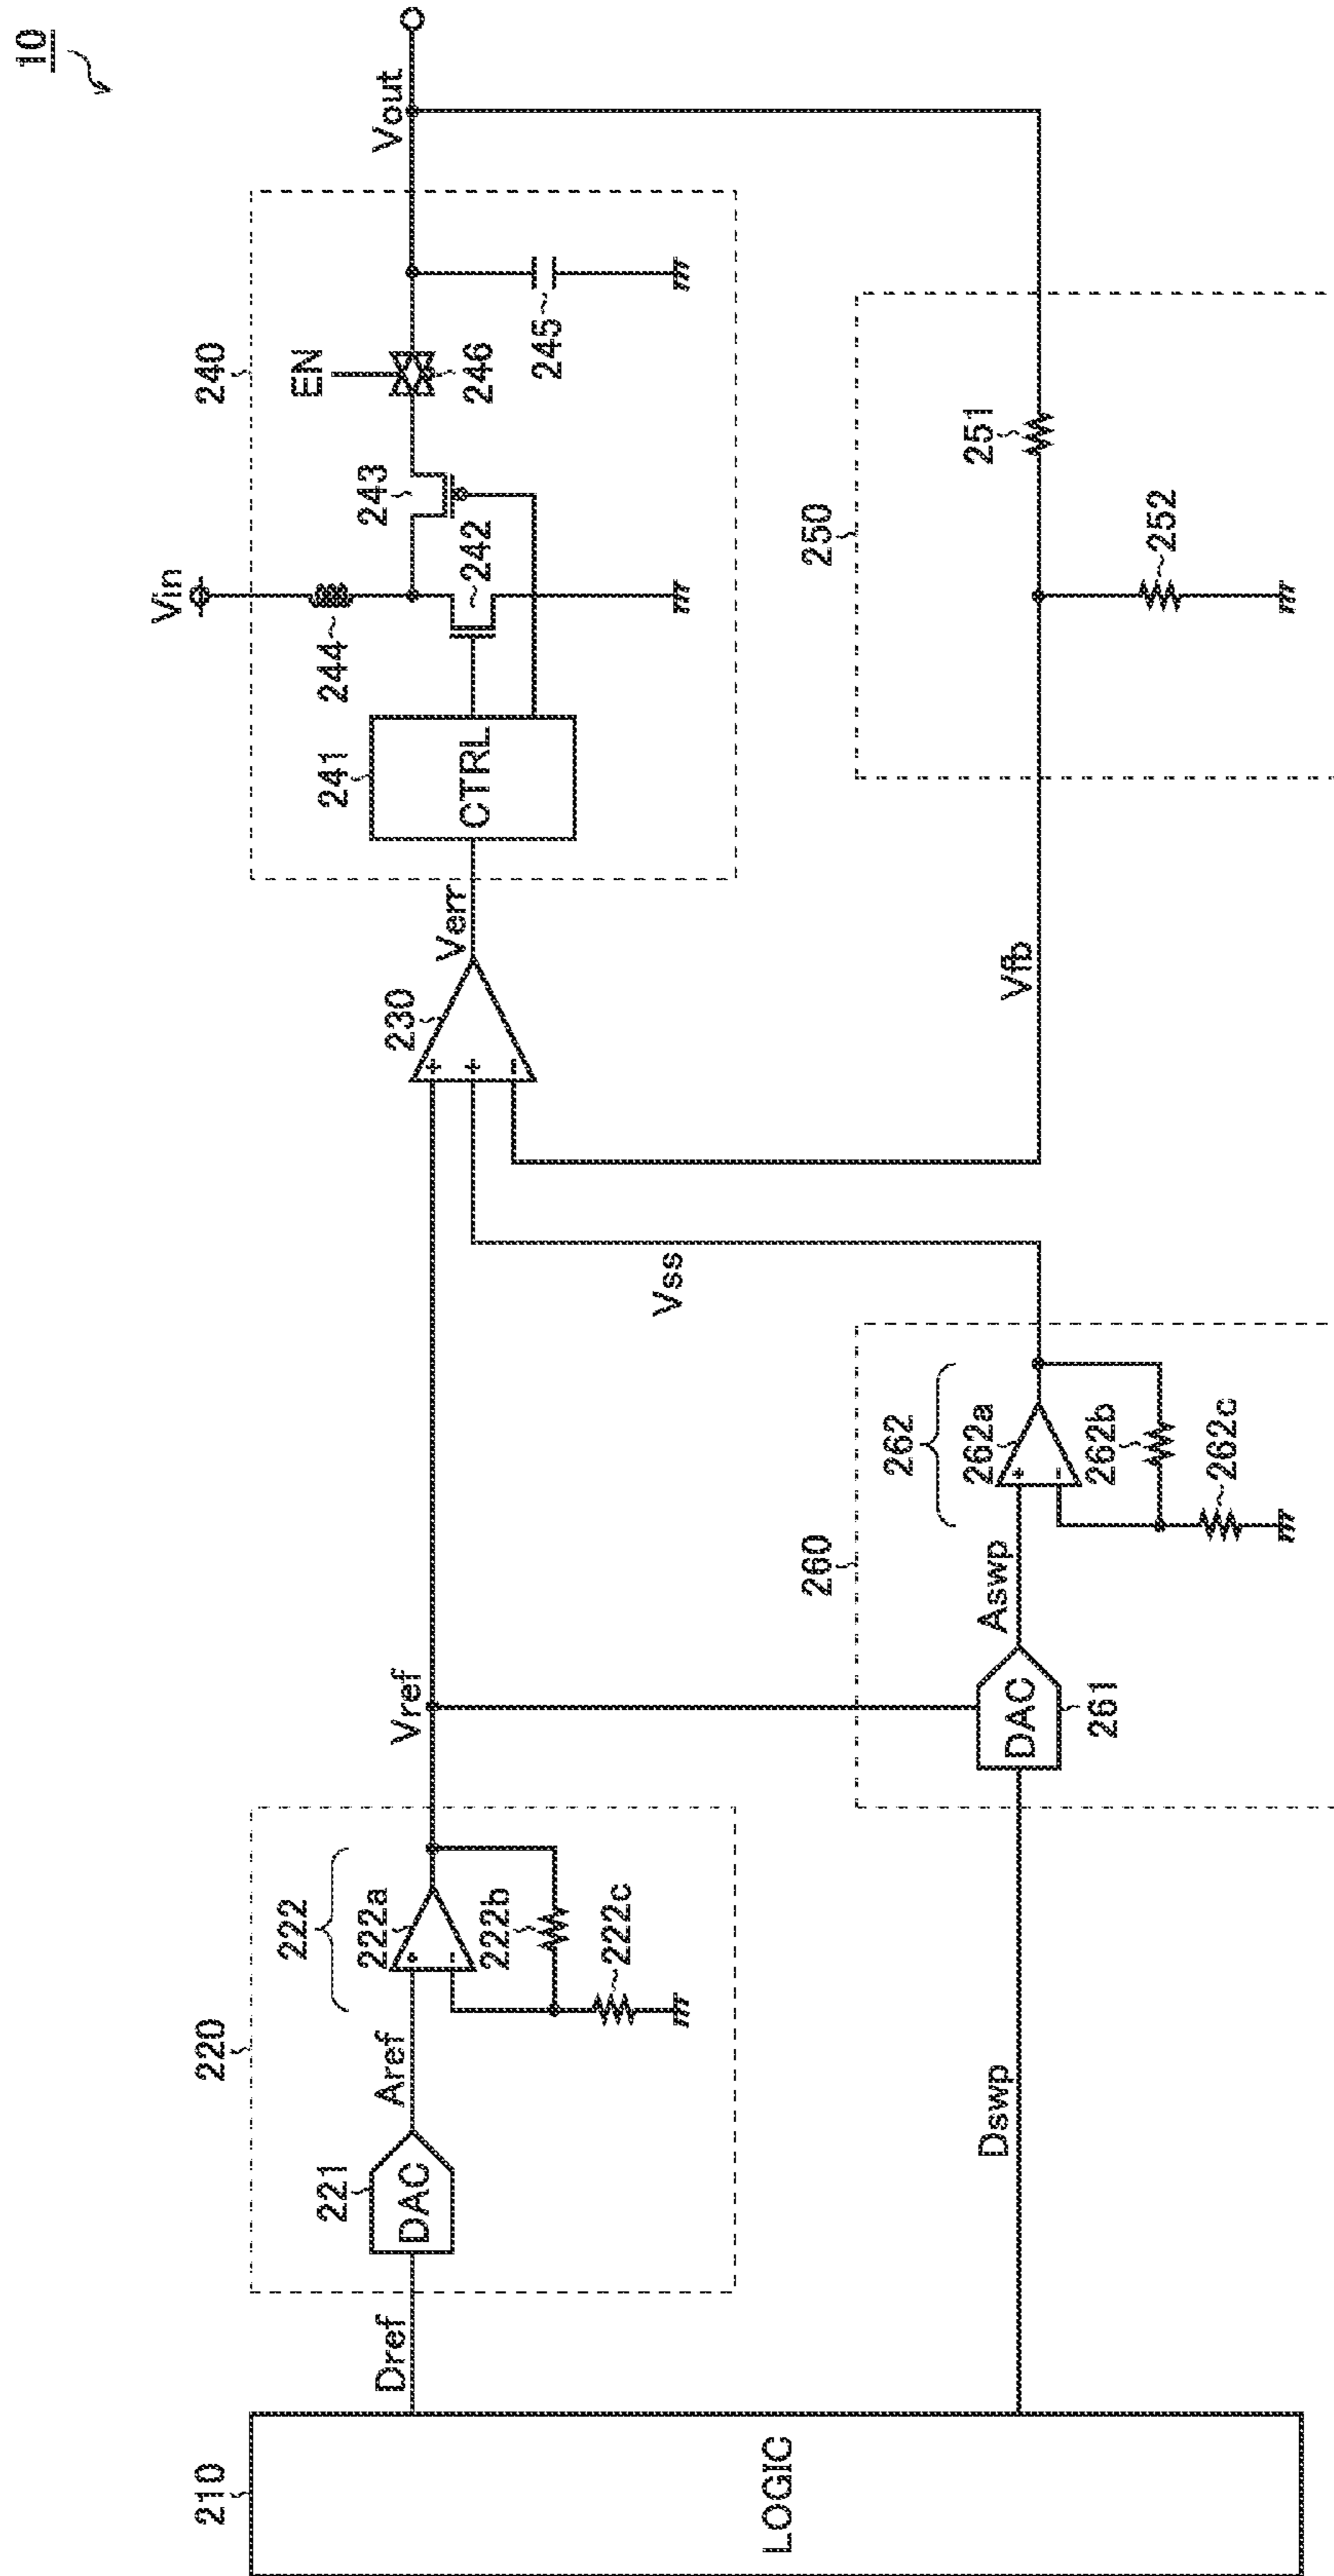 10
210
LOGIC
Dref
Dswp
220
221
DAC
Aref
222
222a
+
-
222b
222c
Vref
260
DAC
261
Aswp
262
262a
+
-
262b
262c
Vss
230
+
+
-
Verr
Vfb
240
241
CTRL
Vin
244
242
243
EN
246
245
Vout
250
251
252